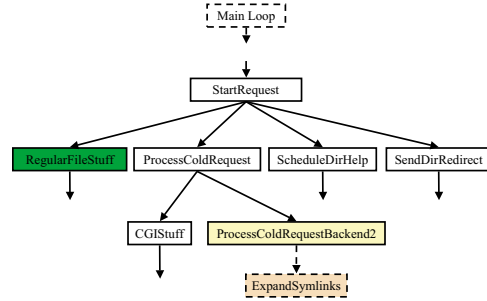 Main Loop
StartRequest
RegularFileStuff
ProcessColdRequest
ScheduleDirHelp
SendDirRedirect
CGIStuff
ProcessColdRequestBackend2
ExpandSymlinks